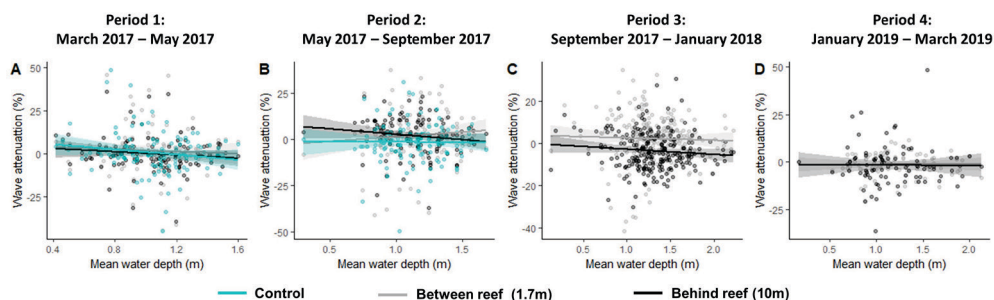 Period 1:
March 2017 – May 2017
Period 2:
May 2017 – September 2017
Period 3:
September 2017 – January 2018
Period 4:
January 2019 – March 2019
A
Wave attenuation (%)
50
25
0
-25
0.4 0.8 1.2 1.6
Mean water depth (m)
B
Wave attenuation (%)
25
0
-25
-50
0.5 1.0 1.5
Mean water depth (m)
C
Wave attenuation (%)
20
0
-20
-40
0.5 1.0 1.5 2.0
Mean water depth (m)
D
Wave attenuation (%)
50
25
0
-25
0.5 1.0 1.5 2.0
Mean water depth (m)
Control Between reef (1.7m) Behind reef (10m)